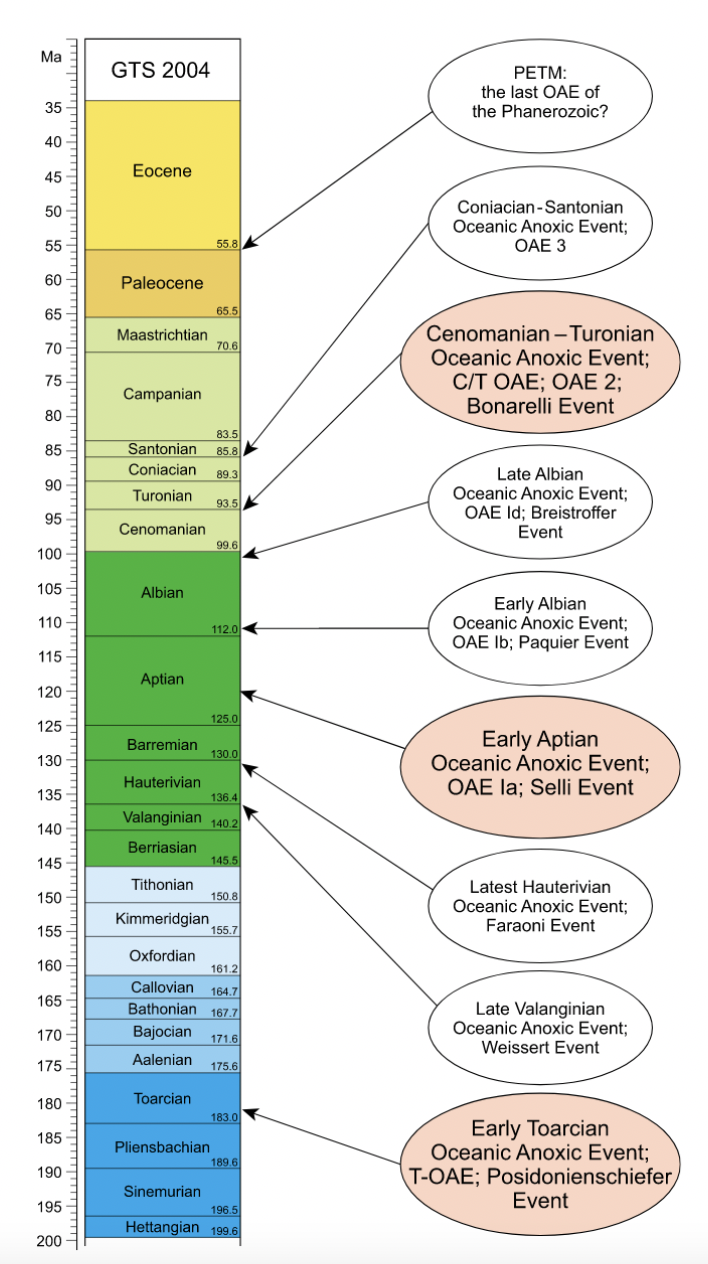 Ma
GTS 2004
35
40
45
50
55
60
65
70
75
80
85
90
95
100
105
110
115
120
125
130
135
140
145
150
155
160
165
170
175
180
185
190
195
200
Eocene
55.8
Paleocene
65.5
Maastrichtian
70.6
Campanian
83.5
Santonian
85.8
Coniacian
89.3
Turonian
93.5
Cenomanian
99.6
Albian
112.0
Aptian
125.0
Barremian
130.0
Hauterivian
136.4
Valanginian
140.2
Berriasian
145.5
Tithonian
150.8
Kimmeridgian
155.7
Oxfordian
161.2
Callovian
164.7
Bathonian
167.7
Bajocian
171.6
Aalenian
175.6
Toarcian
183.0
Pliensbachian
189.6
Sinemurian
196.5
Hettangian
199.6
PETM:
the last OAE of
the Phanerozoic?
Coniacian-Santonian
Oceanic Anoxic Event;
OAE 3
Cenomanian–Turonian
Oceanic Anoxic Event;
C/T OAE; OAE 2;
Bonarelli Event
Late Albian
Oceanic Anoxic Event;
OAE Id; Breistroffer
Event
Early Albian
Oceanic Anoxic Event;
OAE Ib; Paquier Event
Early Aptian
Oceanic Anoxic Event;
OAE Ia; Selli Event
Latest Hauterivian
Oceanic Anoxic Event;
Faraoni Event
Late Valanginian
Oceanic Anoxic Event;
Weissert Event
Early Toarcian
Oceanic Anoxic Event;
T-OAE; Posidonienschiefer
Event